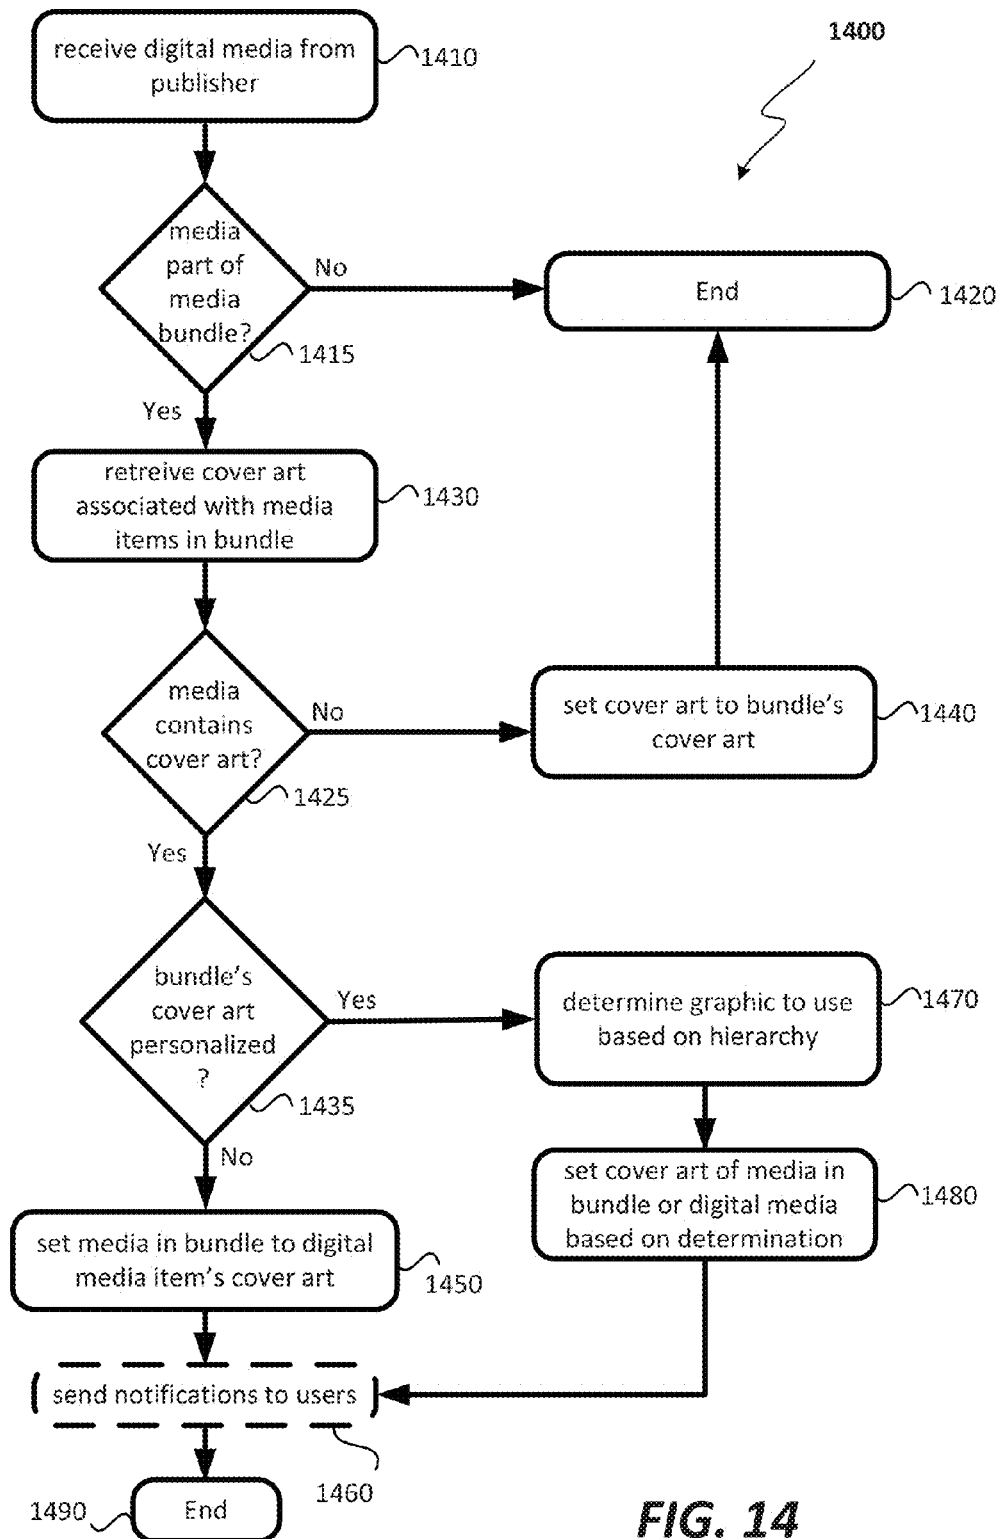 1400
receive digital media from
publisher
1410
media
part of
media
bundle?
1415
No
End
1420
Yes
retreive cover art
associated with media
items in bundle
1430
media
contains
cover art?
1425
No
set cover art to bundle's
cover art
1440
Yes
bundle's
cover art
personalized
?
1435
Yes
determine graphic to use
based on hierarchy
1470
No
set cover art of media in
bundle or digital media
based on determination
1480
set media in bundle to digital
media item's cover art
1450
send notifications to users
1460
End
1490
FIG. 14